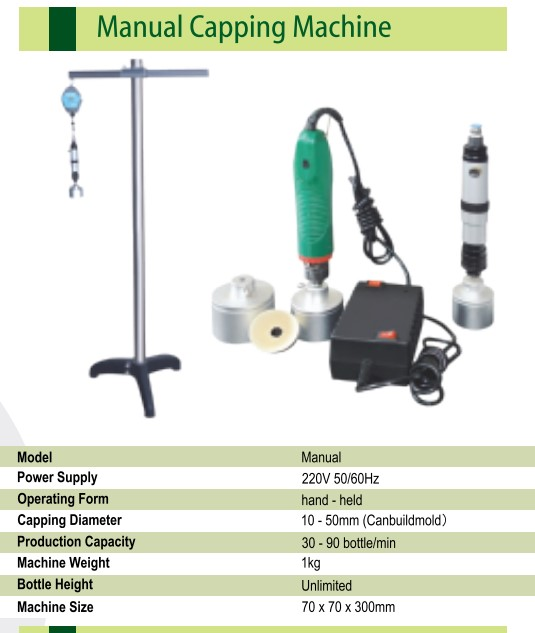 Manual Capping Machine
Model Manual
Power Supply 220V 50/60Hz
Operating Form hand - held
Capping Diameter 10 - 50mm (Canbuildmold）
Production Capacity 30 - 90 bottle/min
Machine Weight 1kg
Bottle Height Unlimited
Machine Size 70 x 70 x 300mm